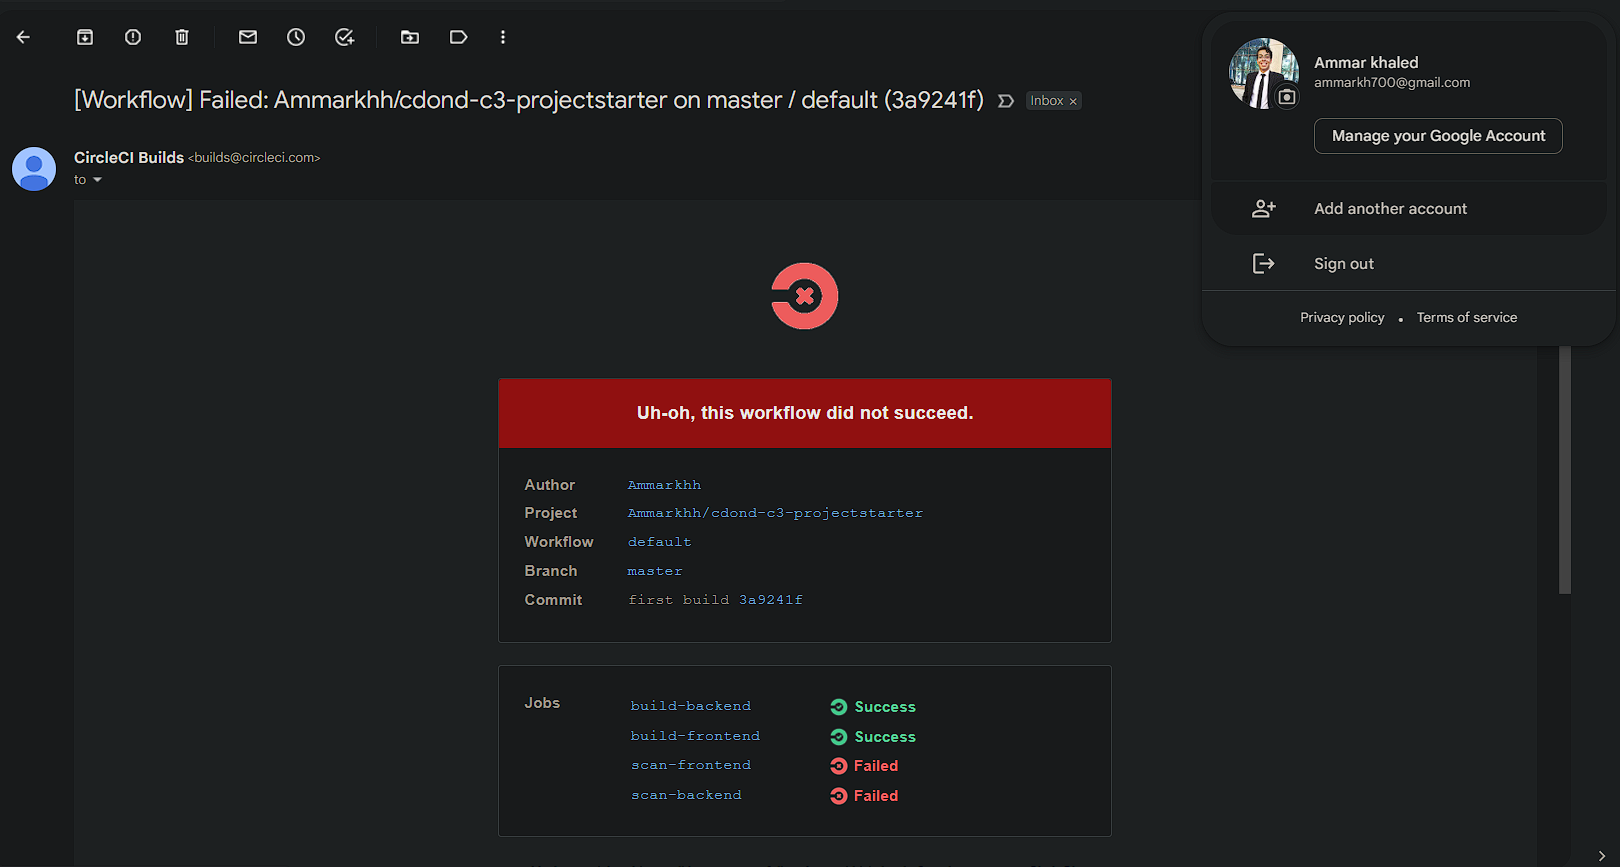 [Workflow] Failed: Ammarkhh/cdond-c3-projectstarter on master / default (3a9241f)
Inbox ×
CircleCI Builds <builds@circleci.com>
to
Ammar khaled
ammarkh700@gmail.com
Manage your Google Account
Add another account
Sign out
Privacy policy • Terms of service
Uh-oh, this workflow did not succeed.
Author Ammarkhh
Project Ammarkhh/cdond-c3-projectstarter
Workflow default
Branch master
Commit first build 3a9241f
Jobs
build-backend Success
build-frontend Success
scan-frontend Failed
scan-backend Failed